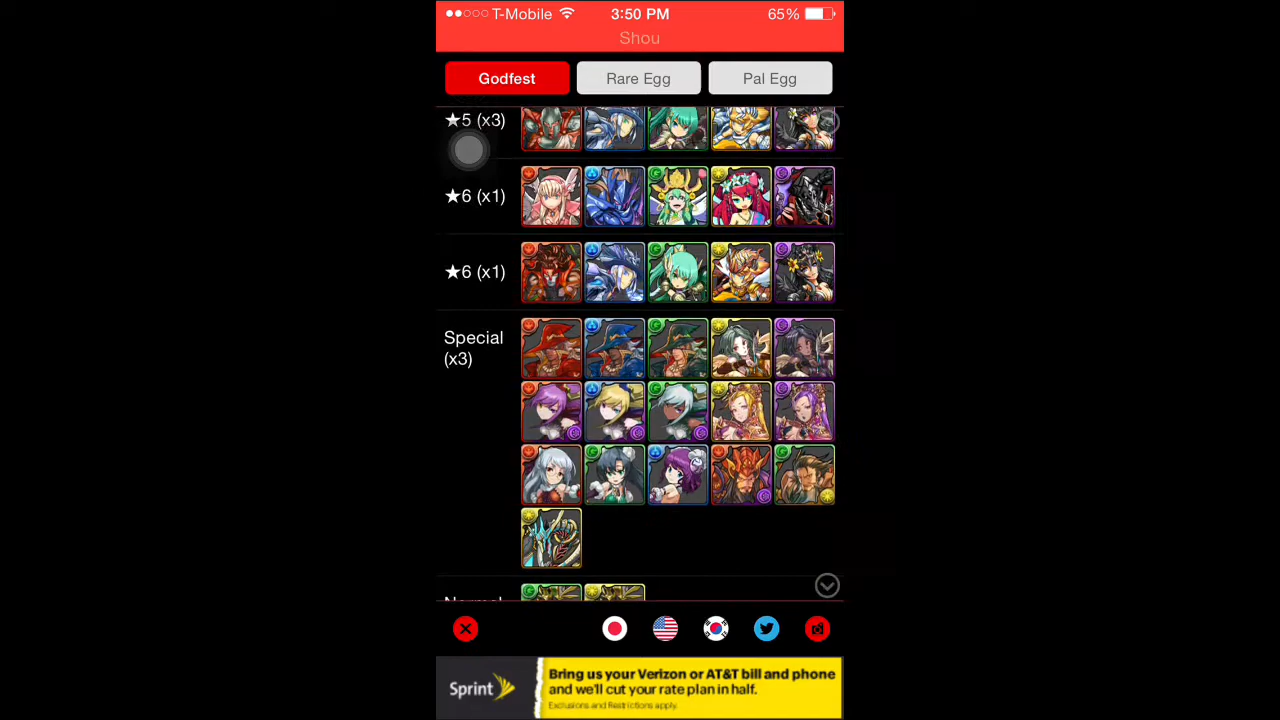 T-Mobile 3:50 PM 65%
Shou
Godfest Rare Egg Pal Egg
★5 (x3)
★6 (x1)
★6 (x1)
Special
(x3)
Normal
Sprint
Bring us your Verizon or AT&T bill and phone
and we'll cut your rate plan in half.
Exclusions and Restrictions apply.